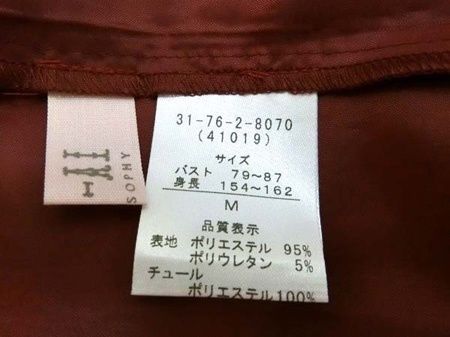 31-76-2-8070
(41019)
サイズ
バスト 79~87
身長 154~162
M
品質表示
表地 ポリエステル 95%
ポリウレタン 5%
チュール
ポリエステル100%
SOPHY